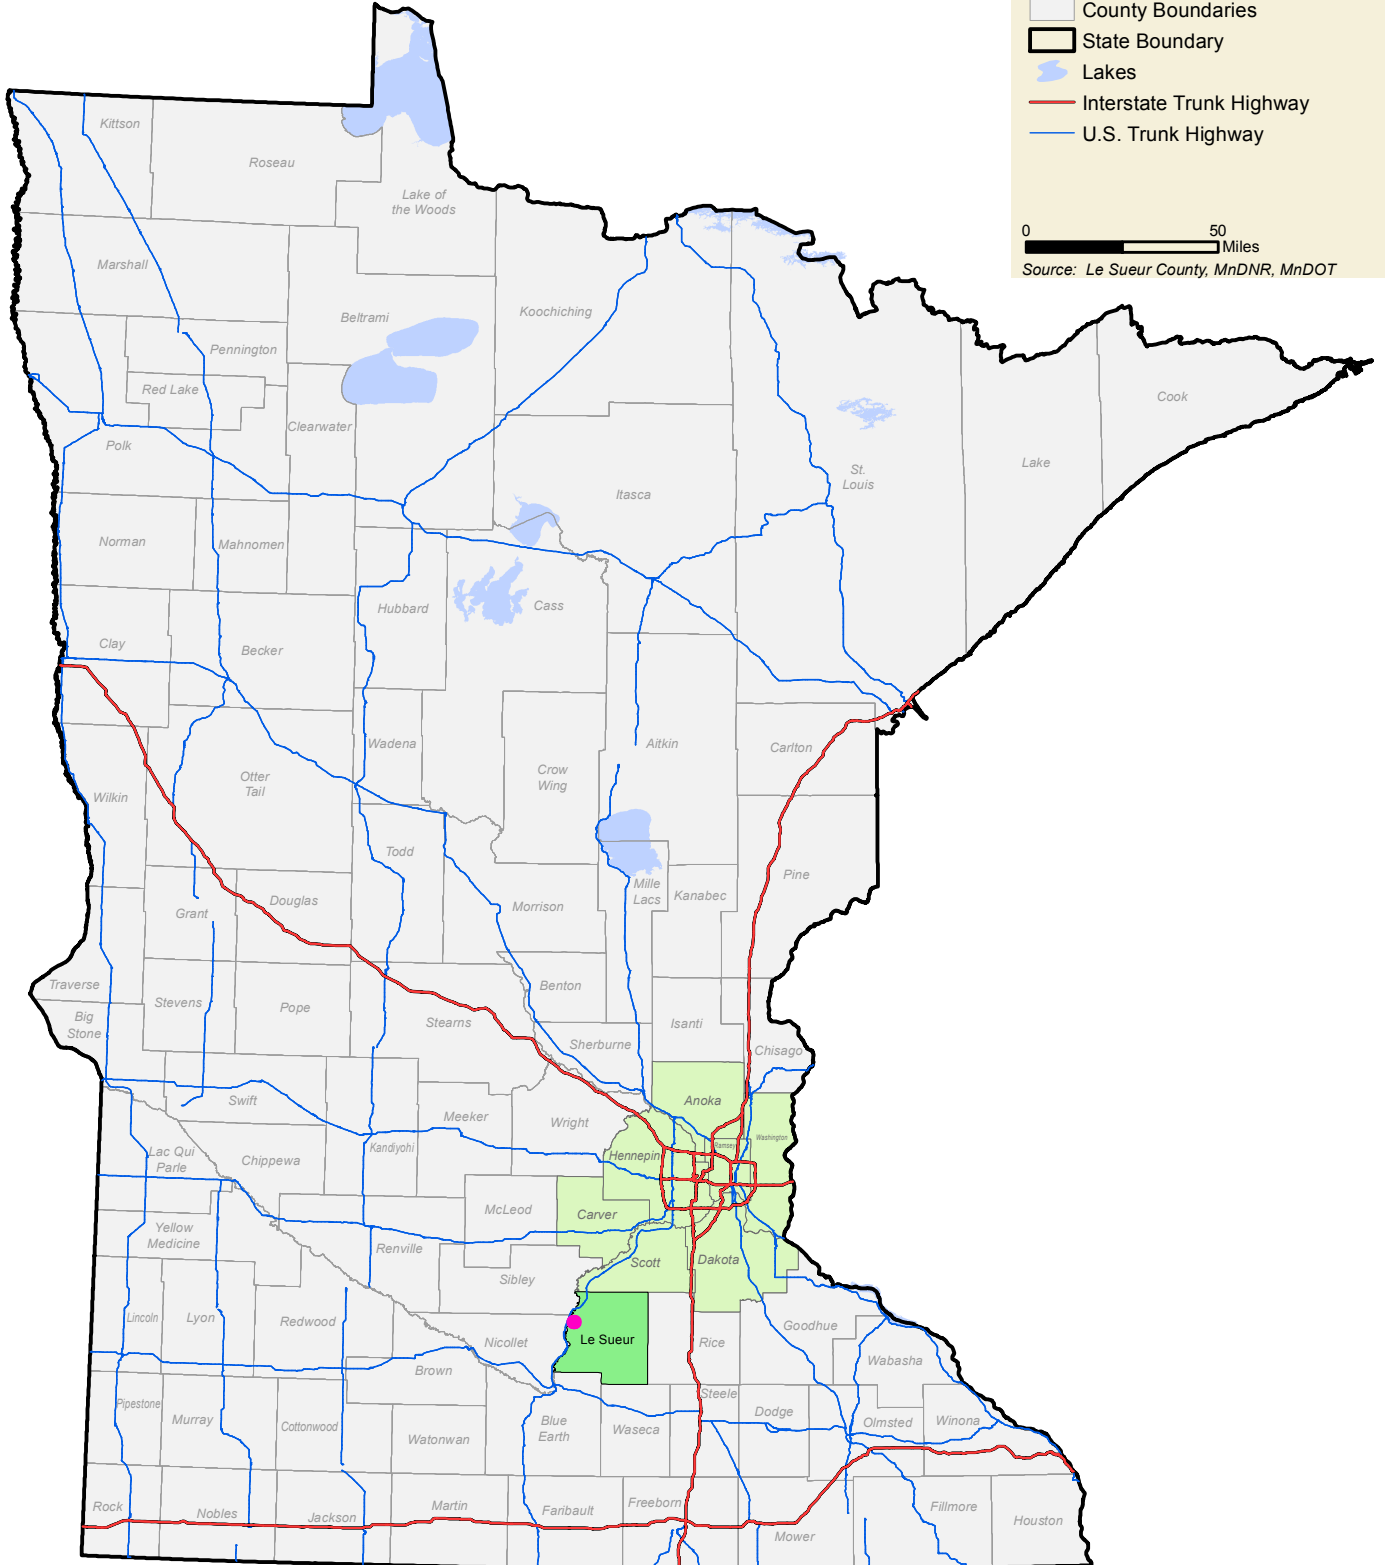 County Boundaries
State Boundary
Lakes
Interstate Trunk Highway
U.S. Trunk Highway
0 50
Miles
Source: Le Sueur County, MnDNR, MnDOT
Kittson
Roseau
Lake of
the Woods
Marshall
Beltrami
Koochiching
Pennington
Red Lake
Clearwater
Polk
Cook
Lake
St.
Louis
Itasca
Norman
Mahnomen
Hubbard
Cass
Clay
Becker
Wadena
Aitkin
Carlton
Crow
Wing
Otter
Tail
Wilkin
Todd
Pine
Mille
Lacs
Kanabec
Grant
Douglas
Morrison
Traverse
Big
Stone
Stevens
Pope
Benton
Stearns
Isanti
Sherburne
Chisago
Swift
Meeker
Wright
Anoka
Lac Qui
Parle
Chippewa
Kandiyohi
Hennepin
Ramsey
Washington
McLeod
Carver
Yellow
Medicine
Renville
Scott
Dakota
Sibley
Lincoln
Lyon
Redwood
Nicollet
Le Sueur
Rice
Goodhue
Wabasha
Brown
Pipestone
Murray
Cottonwood
Watonwan
Blue
Earth
Waseca
Steele
Dodge
Olmsted
Winona
Rock
Nobles
Jackson
Martin
Faribault
Freeborn
Mower
Fillmore
Houston